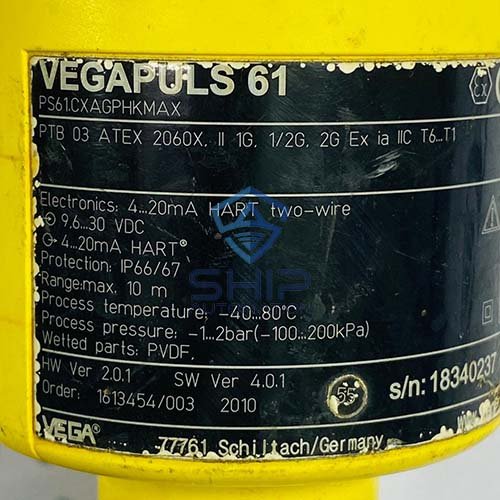 VEGAPULS 61
PS61.CXAGPHKMAX
PTB 03 ATEX 2060X, II 1G, 1/2G, 2G Ex ia IIC T6...T1
Electronics: 4...20mA HART two-wire
9,6...30 VDC
4...20mA HART®
Protection: IP66/67
Range:max. 10 m
Process temperature: -40...80°C
Process pressure: -1...2bar(-100...200kPa)
Wetted parts: PVDF,
HW Ver 2.0.1 SW Ver 4.0.1
Order: 1613454/003 2010
55
s/n: 18340237
VEGA
77761 Schiltach/Germany
SHIP